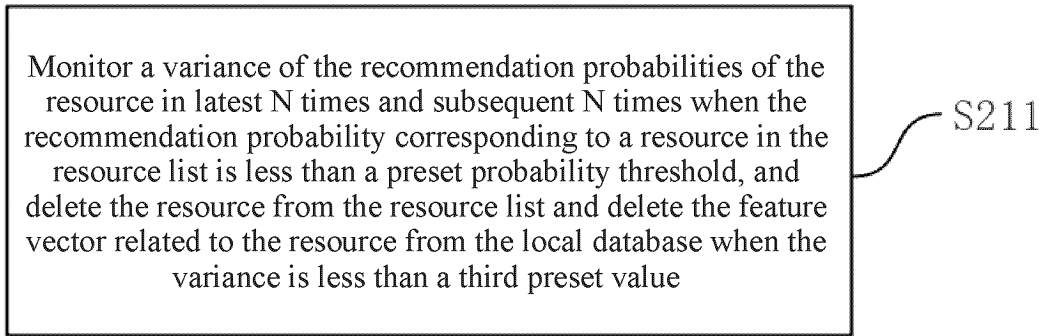 Monitor a variance of the recommendation probabilities of the
resource in latest N times and subsequent N times when the
recommendation probability corresponding to a resource in the
resource list is less than a preset probability threshold, and
delete the resource from the resource list and delete the feature
vector related to the resource from the local database when the
variance is less than a third preset value
S211